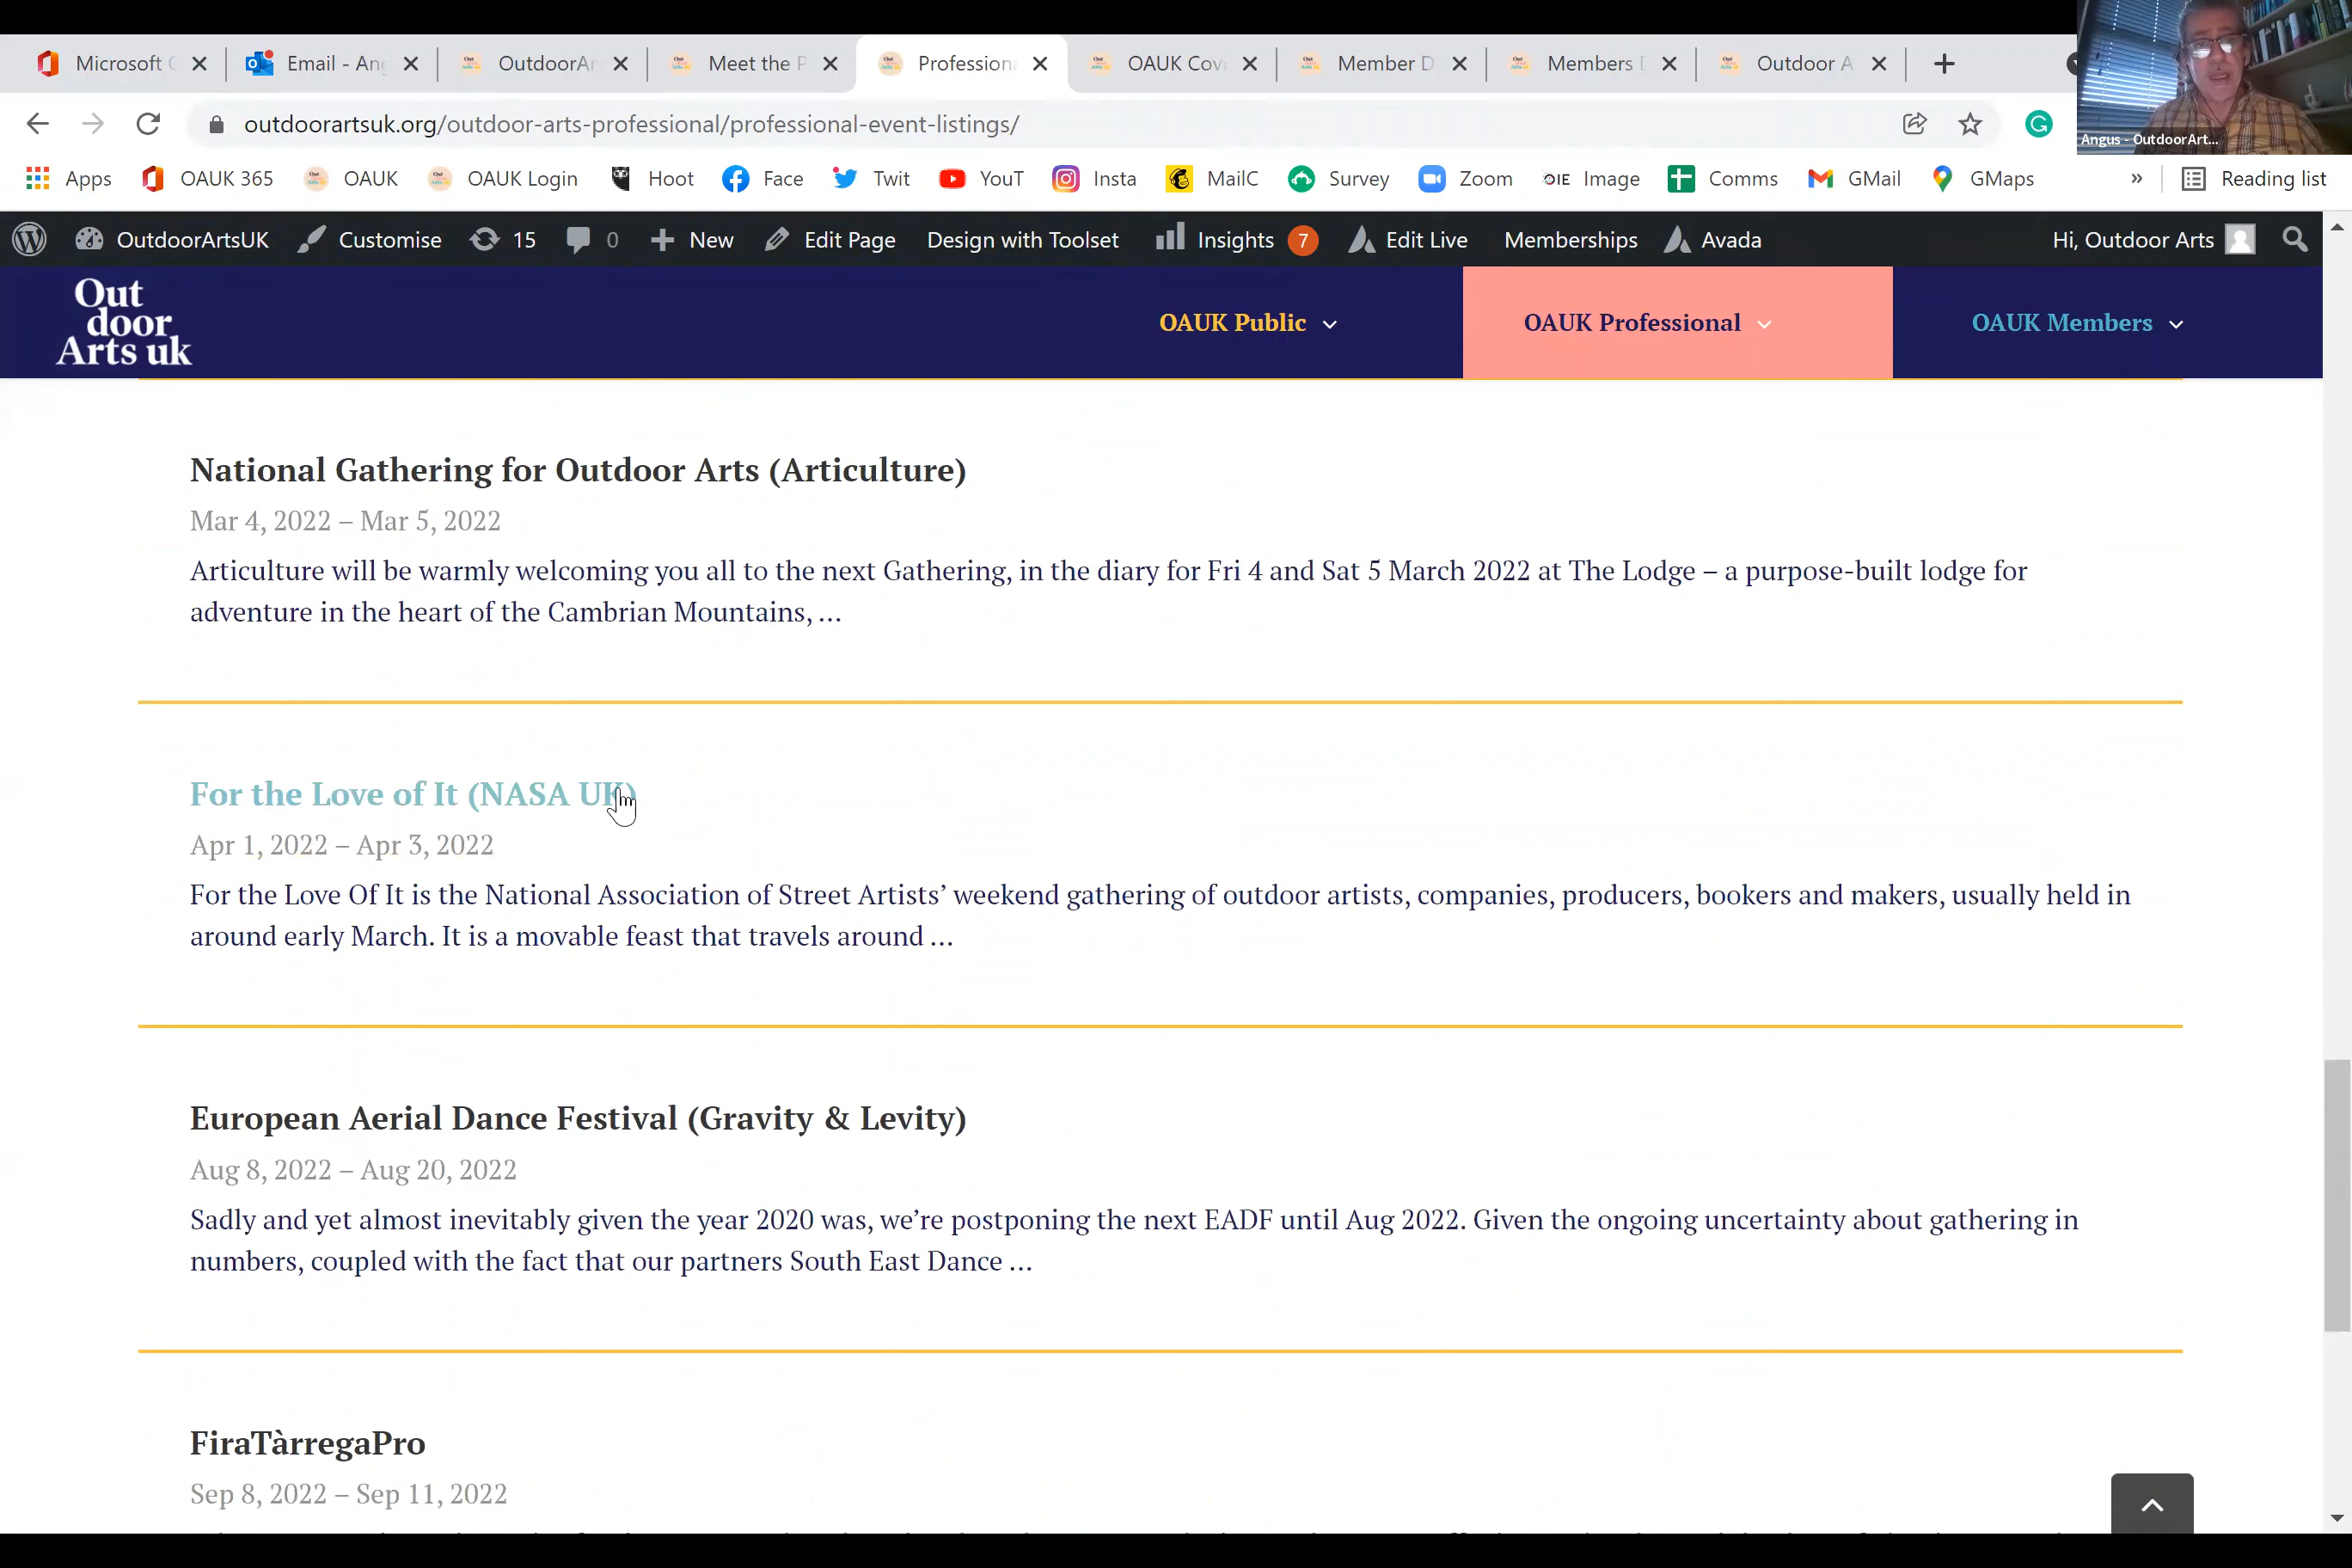 Microsoft
Email - Ang
OutdoorAr
Meet the P
Profession
OAUK Cov
Member D
Members
Outdoor A
outdoorartsuk.org/outdoor-arts-professional/professional-event-listings/
Angus - OutdoorArt...
Apps
OAUK 365
OAUK
OAUK Login
Hoot
Face
Twit
YouT
Insta
MailC
Survey
Zoom
OIE
Image
Comms
GMail
GMaps
»
Reading list
OutdoorArtsUK
Customise
15
0
New
Edit Page
Design with Toolset
Insights
7
Edit Live
Memberships
Avada
Hi, Outdoor Arts
Out
door
Arts uk
OAUK Public
OAUK Professional
OAUK Members
National Gathering for Outdoor Arts (Articulture)
Mar 4, 2022 – Mar 5, 2022
Articulture will be warmly welcoming you all to the next Gathering, in the diary for Fri 4 and Sat 5 March 2022 at The Lodge – a purpose-built lodge for
adventure in the heart of the Cambrian Mountains, ...
For the Love of It (NASA UK)
Apr 1, 2022 – Apr 3, 2022
For the Love Of It is the National Association of Street Artists’ weekend gathering of outdoor artists, companies, producers, bookers and makers, usually held in
around early March. It is a movable feast that travels around ...
European Aerial Dance Festival (Gravity & Levity)
Aug 8, 2022 – Aug 20, 2022
Sadly and yet almost inevitably given the year 2020 was, we’re postponing the next EADF until Aug 2022. Given the ongoing uncertainty about gathering in
numbers, coupled with the fact that our partners South East Dance ...
FiraTàrregaPro
Sep 8, 2022 – Sep 11, 2022